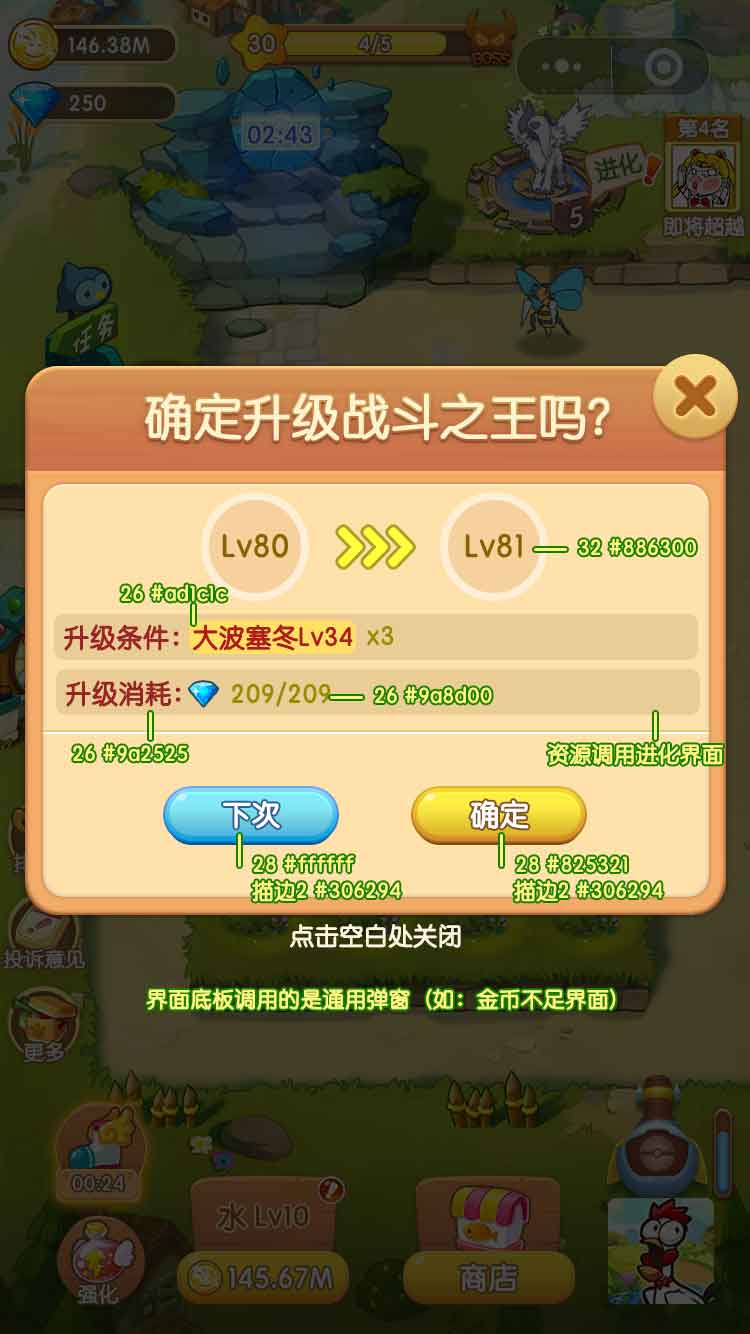 146.38M
30
4/5
BOSS
250
02:43
第4名
进化
!
5
即将超越
任务
确定升级战斗之王吗?
Lv80
Lv81
32 #886300
26 #ad1c1c
升级条件:
大波塞冬Lv34
x3
升级消耗:
209/209
26 #9a8d00
26 #9a2525
资源调用进化界面
下次
确定
28 #ffffff
描边2 #306294
28 #825321
描边2 #306294
点击空白处关闭
投诉意见
界面底板调用的是通用弹窗（如：金币不足界面）
更多
00:24
水 Lv10
!
145.67M
商店
强化